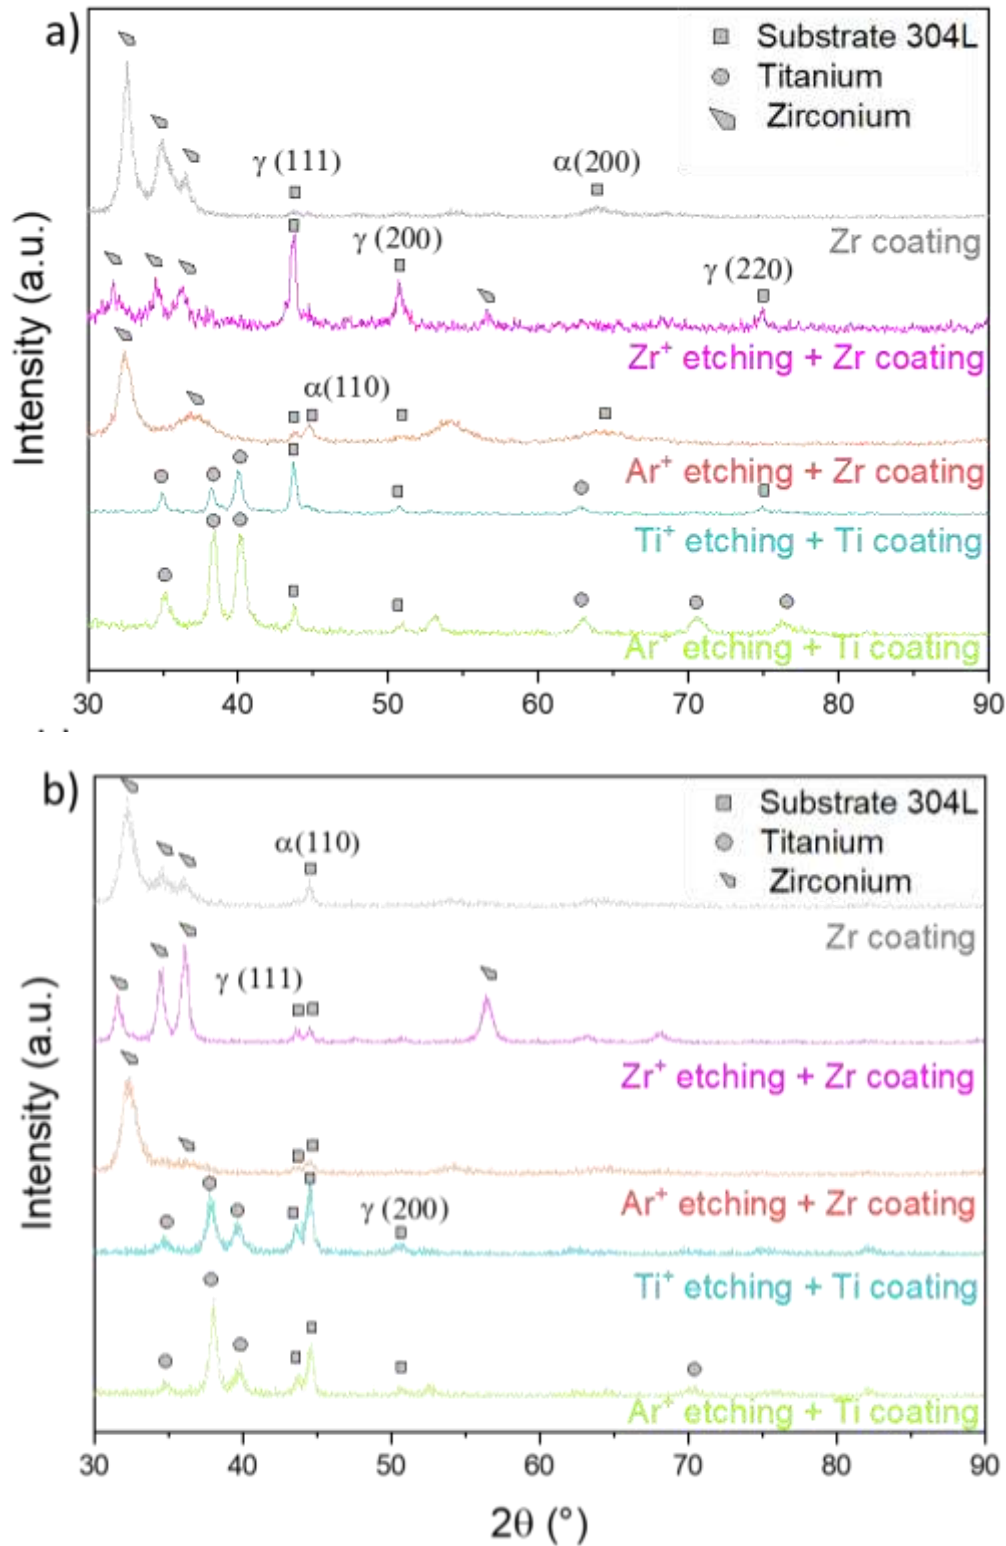 a)
Substrate 304L
Titanium
Zirconium
γ (111)
α(200)
Zr coating
γ (200)
γ (220)
Zr⁺ etching + Zr coating
α(110)
Ar⁺ etching + Zr coating
Ti⁺ etching + Ti coating
Ar⁺ etching + Ti coating
Intensity (a.u.)
30 40 50 60 70 80 90
b)
Substrate 304L
Titanium
Zirconium
α(110)
Zr coating
γ (111)
Zr⁺ etching + Zr coating
Ar⁺ etching + Zr coating
γ (200)
Ti⁺ etching + Ti coating
Ar⁺ etching + Ti coating
Intensity (a.u.)
30 40 50 60 70 80 90
2θ (°)